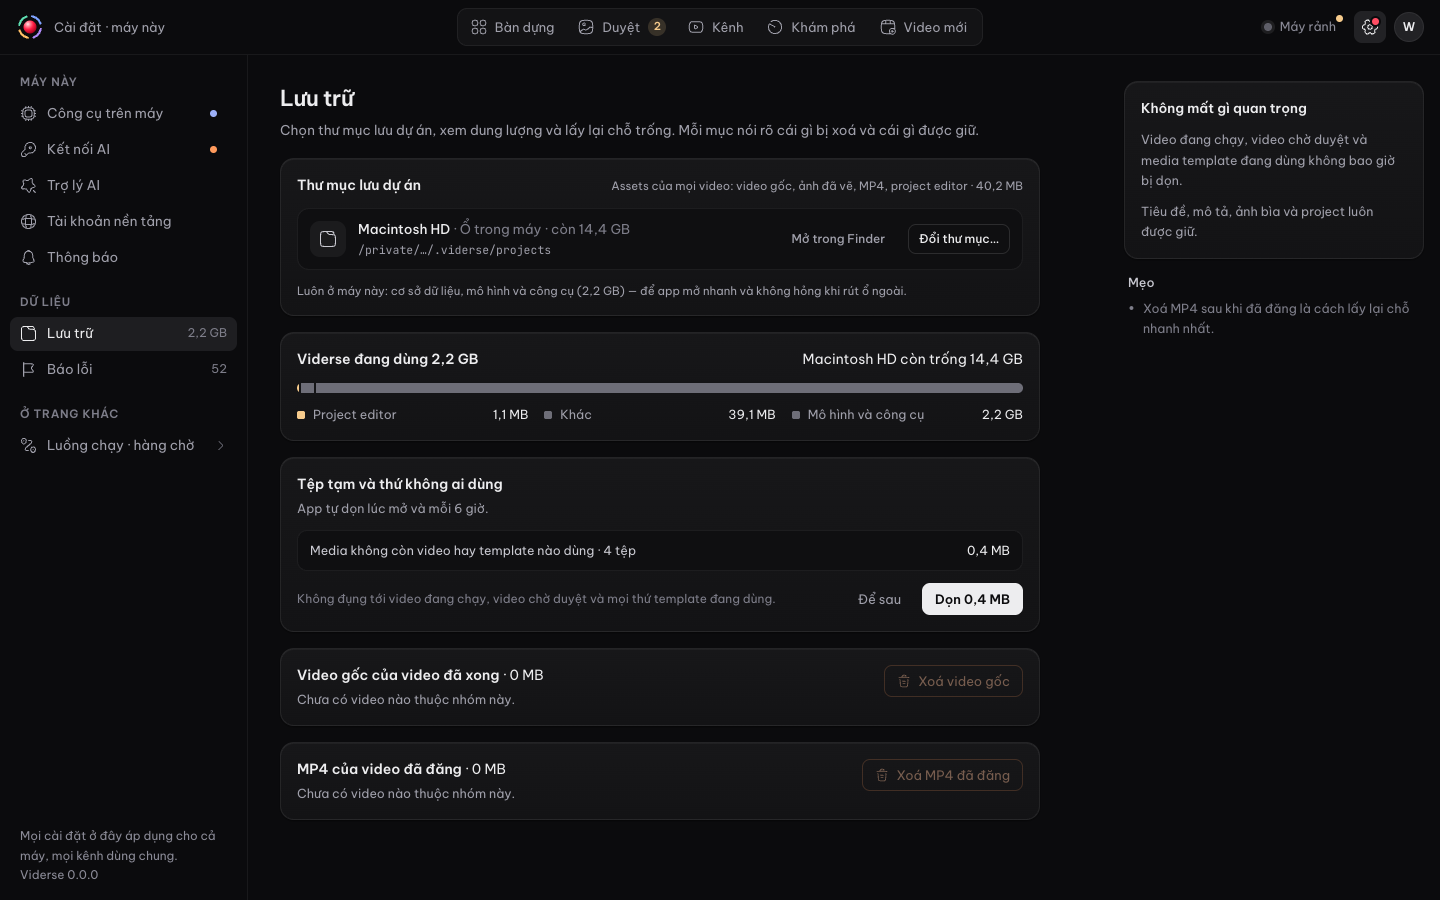 Cài đặt · máy này
Bàn dựng
Duyệt 2
Kênh
Khám phá
Video mới
Máy rảnh
W
MÁY NÀY
Công cụ trên máy
Kết nối AI
Trợ lý AI
Tài khoản nền tảng
Thông báo
DỮ LIỆU
Lưu trữ 2,2 GB
Báo lỗi 52
Ở TRANG KHÁC
Luồng chạy · hàng chờ
Mọi cài đặt ở đây áp dụng cho cả
máy, mọi kênh dùng chung.
Viderse 0.0.0
Lưu trữ
Chọn thư mục lưu dự án, xem dung lượng và lấy lại chỗ trống. Mỗi mục nói rõ cái gì bị xoá và cái gì được giữ.
Thư mục lưu dự án
Assets của mọi video: video gốc, ảnh đã vẽ, MP4, project editor · 40,2 MB
Macintosh HD · Ổ trong máy · còn 14,4 GB
/private/…/.viderse/projects
Mở trong Finder
Đổi thư mục…
Luôn ở máy này: cơ sở dữ liệu, mô hình và công cụ (2,2 GB) — để app mở nhanh và không hỏng khi rút ổ ngoài.
Viderse đang dùng 2,2 GB
Macintosh HD còn trống 14,4 GB
Project editor 1,1 MB
Khác 39,1 MB
Mô hình và công cụ 2,2 GB
Tệp tạm và thứ không ai dùng
App tự dọn lúc mở và mỗi 6 giờ.
Media không còn video hay template nào dùng · 4 tệp 0,4 MB
Không đụng tới video đang chạy, video chờ duyệt và mọi thứ template đang dùng.
Để sau
Dọn 0,4 MB
Video gốc của video đã xong · 0 MB
Chưa có video nào thuộc nhóm này.
Xoá video gốc
MP4 của video đã đăng · 0 MB
Chưa có video nào thuộc nhóm này.
Xoá MP4 đã đăng
Không mất gì quan trọng
Video đang chạy, video chờ duyệt và
media template đang dùng không bao giờ
bị dọn.
Tiêu đề, mô tả, ảnh bìa và project luôn
được giữ.
Mẹo
• Xoá MP4 sau khi đã đăng là cách lấy lại chỗ
nhanh nhất.